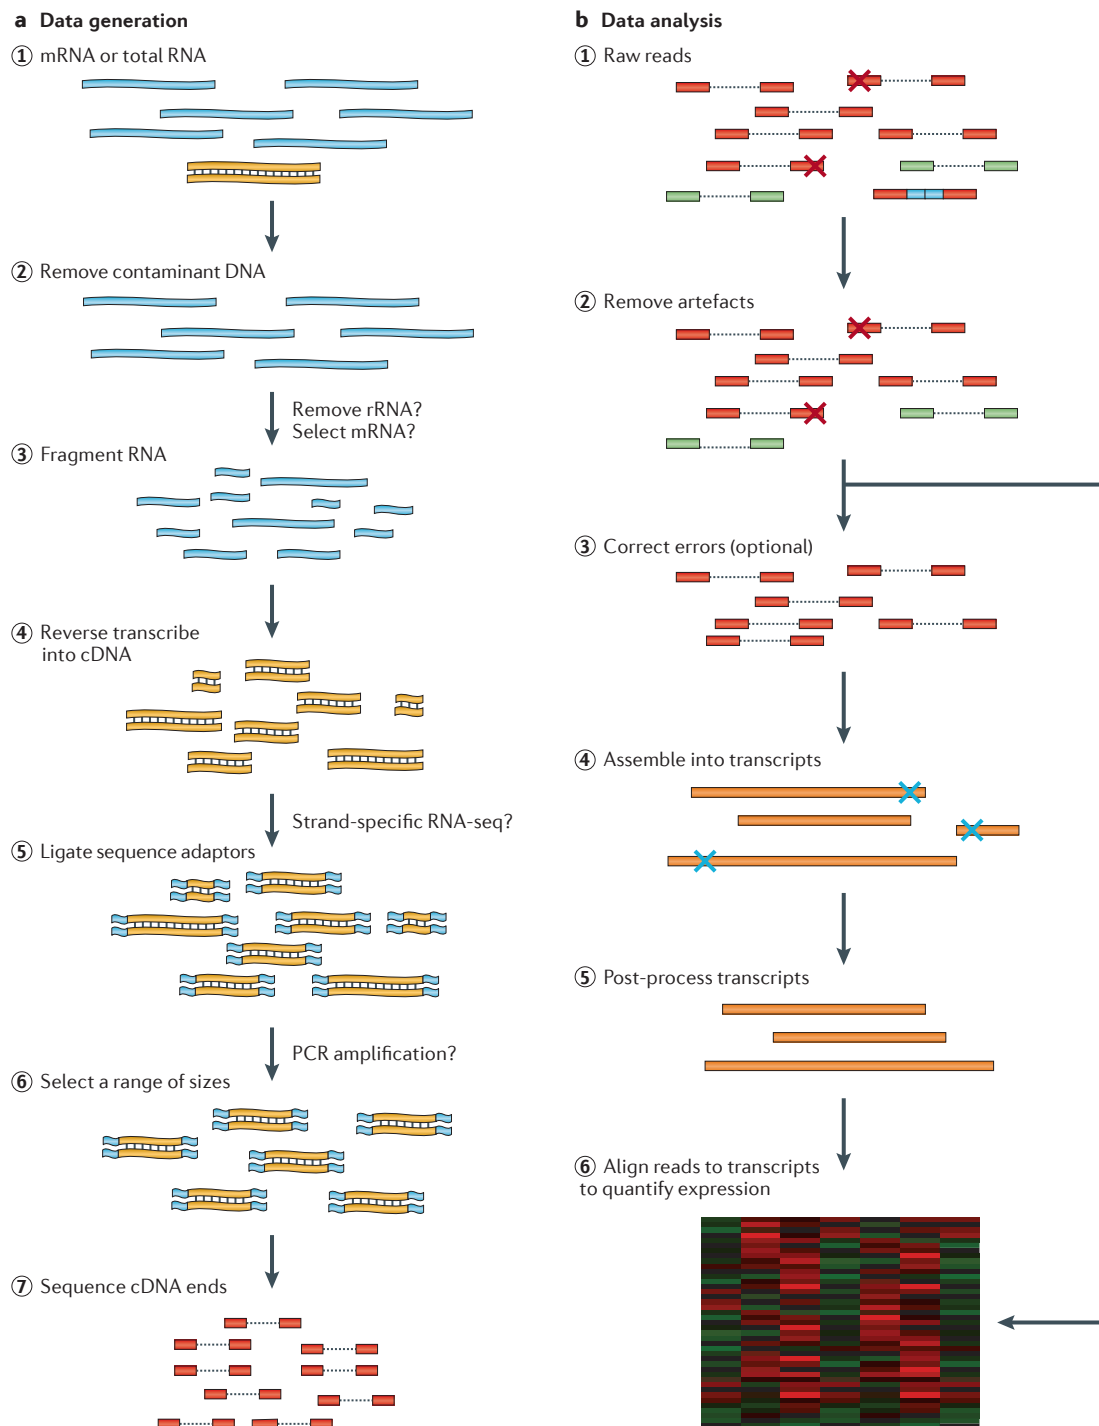 a Data generation
① mRNA or total RNA
② Remove contaminant DNA
Remove rRNA?
Select mRNA?
③ Fragment RNA
④ Reverse transcribe
into cDNA
Strand-specific RNA-seq?
⑤ Ligate sequence adaptors
PCR amplification?
⑥ Select a range of sizes
⑦ Sequence cDNA ends
b Data analysis
① Raw reads
② Remove artefacts
③ Correct errors (optional)
④ Assemble into transcripts
⑤ Post-process transcripts
⑥ Align reads to transcripts
to quantify expression